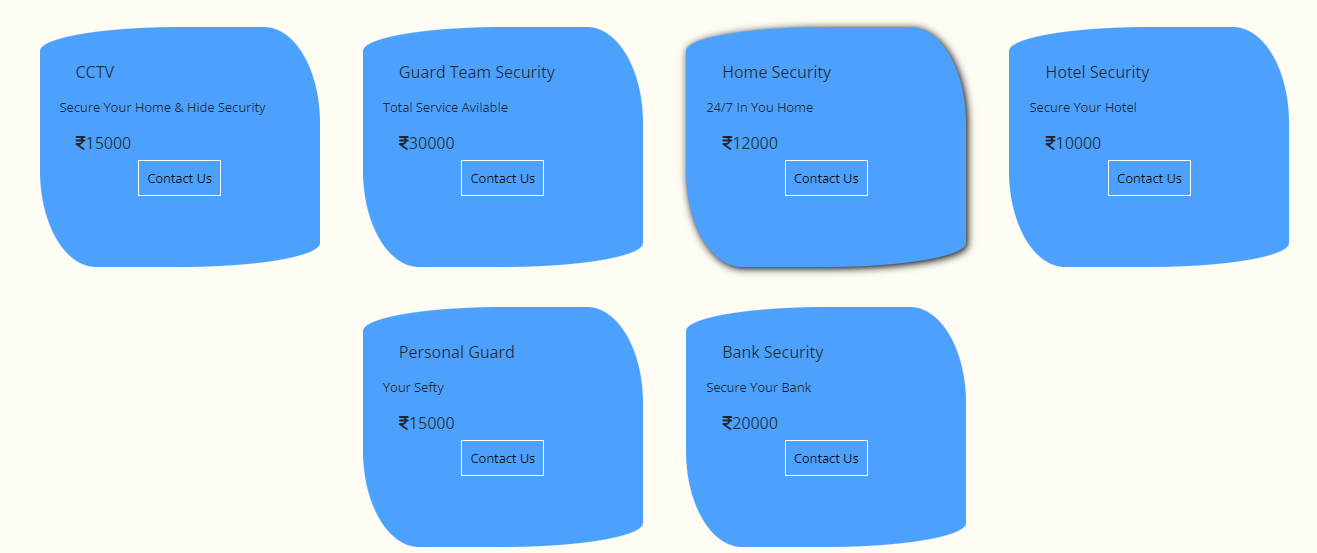 CCTV
Secure Your Home & Hide Security
₹15000
Contact Us
Guard Team Security
Total Service Avilable
₹30000
Contact Us
Home Security
24/7 In You Home
₹12000
Contact Us
Hotel Security
Secure Your Hotel
₹10000
Contact Us
Personal Guard
Your Sefty
₹15000
Contact Us
Bank Security
Secure Your Bank
₹20000
Contact Us